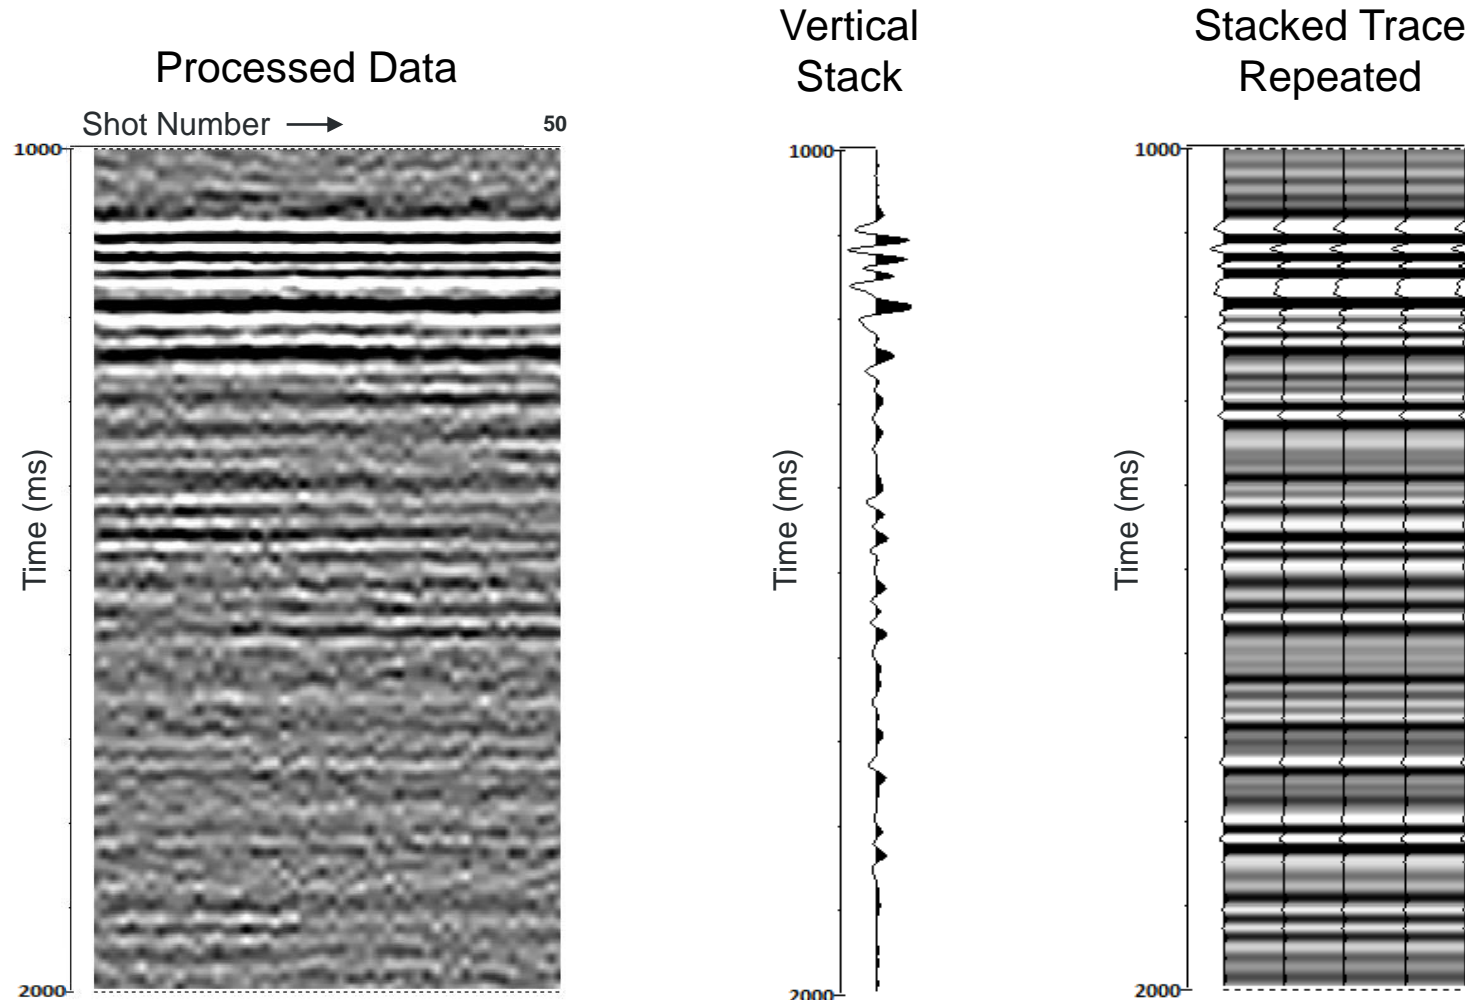 Processed Data
Shot Number
50
1000
Time (ms)
2000
Vertical
Stack
1000
Time (ms)
2000
Stacked Trace
Repeated
1000
Time (ms)
2000